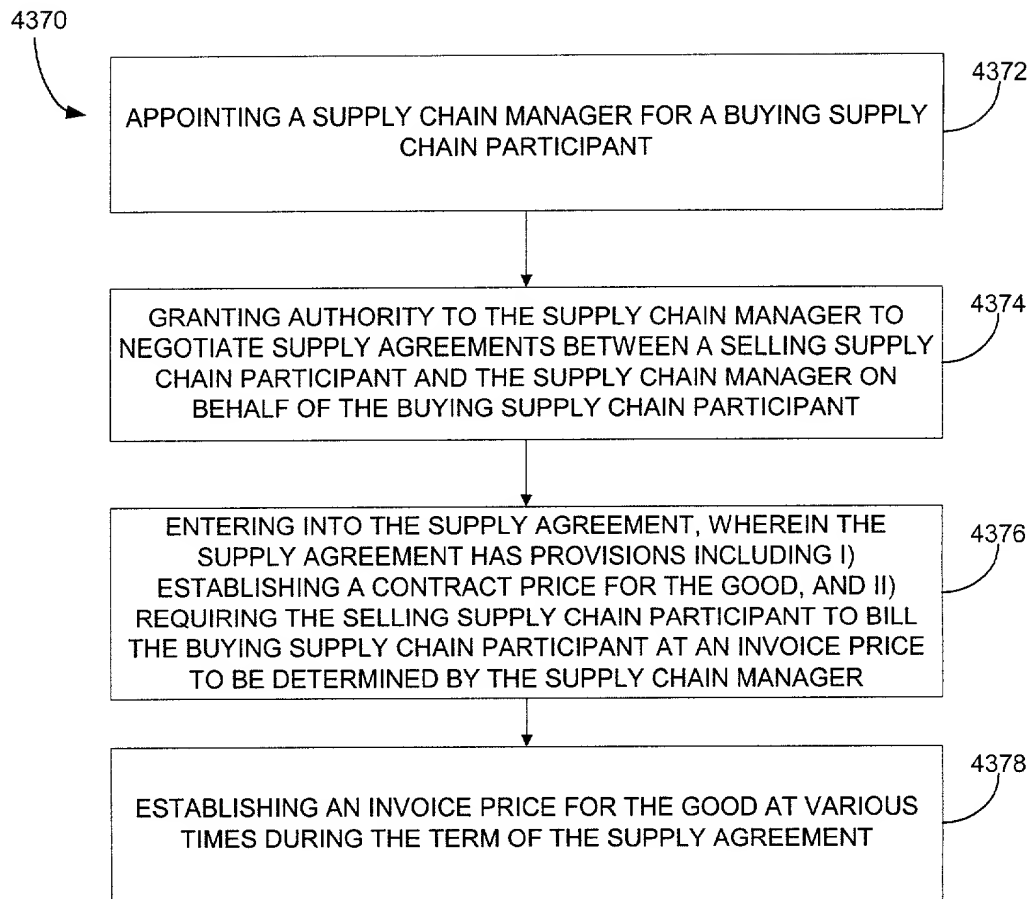 4370
4372
APPOINTING A SUPPLY CHAIN MANAGER FOR A BUYING SUPPLY
CHAIN PARTICIPANT
4374
GRANTING AUTHORITY TO THE SUPPLY CHAIN MANAGER TO
NEGOTIATE SUPPLY AGREEMENTS BETWEEN A SELLING SUPPLY
CHAIN PARTICIPANT AND THE SUPPLY CHAIN MANAGER ON
BEHALF OF THE BUYING SUPPLY CHAIN PARTICIPANT
4376
ENTERING INTO THE SUPPLY AGREEMENT, WHEREIN THE
SUPPLY AGREEMENT HAS PROVISIONS INCLUDING I)
ESTABLISHING A CONTRACT PRICE FOR THE GOOD, AND II)
REQUIRING THE SELLING SUPPLY CHAIN PARTICIPANT TO BILL
THE BUYING SUPPLY CHAIN PARTICIPANT AT AN INVOICE PRICE
TO BE DETERMINED BY THE SUPPLY CHAIN MANAGER
4378
ESTABLISHING AN INVOICE PRICE FOR THE GOOD AT VARIOUS
TIMES DURING THE TERM OF THE SUPPLY AGREEMENT